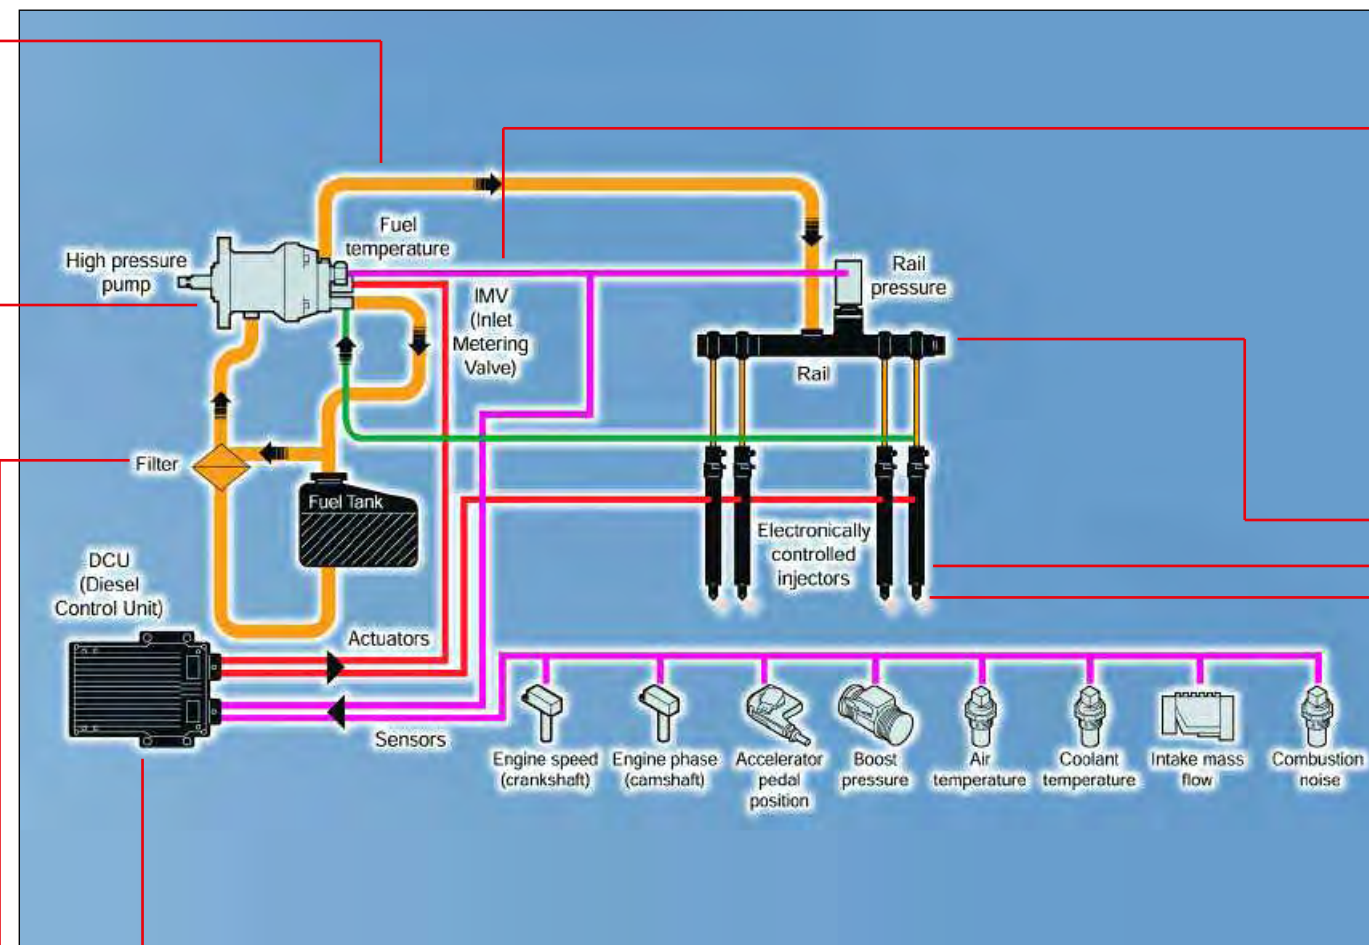 Fuel
temperature
High pressure
pump
IMV
(Inlet
Metering
Valve)
Rail
pressure
Rail
Filter
Fuel Tank
Electronically
controlled
injectors
DCU
(Diesel
Control Unit)
Actuators
Sensors
Engine speed
(crankshaft)
Engine phase
(camshaft)
Accelerator
pedal
position
Boost
pressure
Air
temperature
Coolant
temperature
Intake mass
flow
Combustion
noise